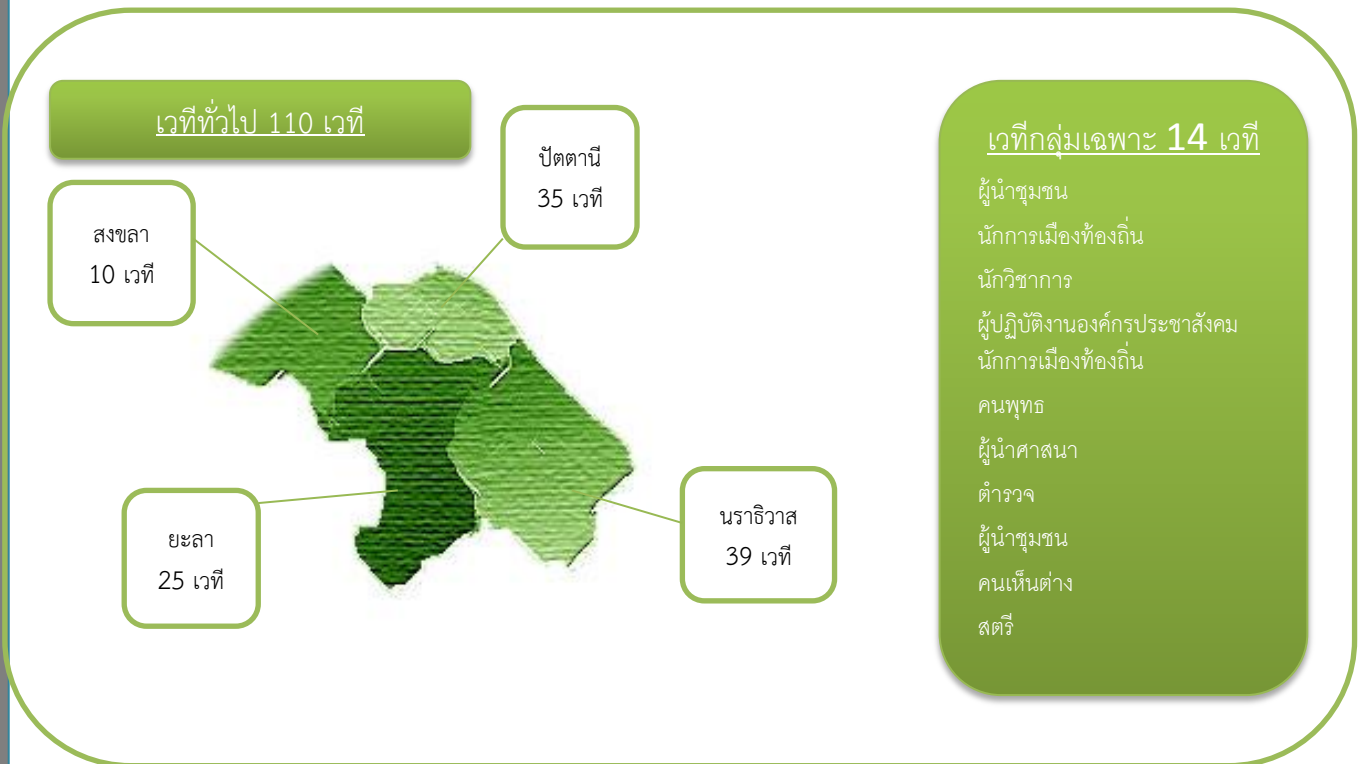 เวทีทั่วไป 110 เวที
ปัตตานี
35 เวที
สงขลา
10 เวที
ยะลา
25 เวที
นราธิวาส
39 เวที
เวทีกลุ่มเฉพาะ 14 เวที
ผู้นำชุมชน
นักการเมืองท้องถิ่น
นักวิชาการ
ผู้ปฏิบัติงานองค์กรประชาสังคม
นักการเมืองท้องถิ่น
คนพุทธ
ผู้นำศาสนา
ตำรวจ
ผู้นำชุมชน
คนเห็นต่าง
สตรี